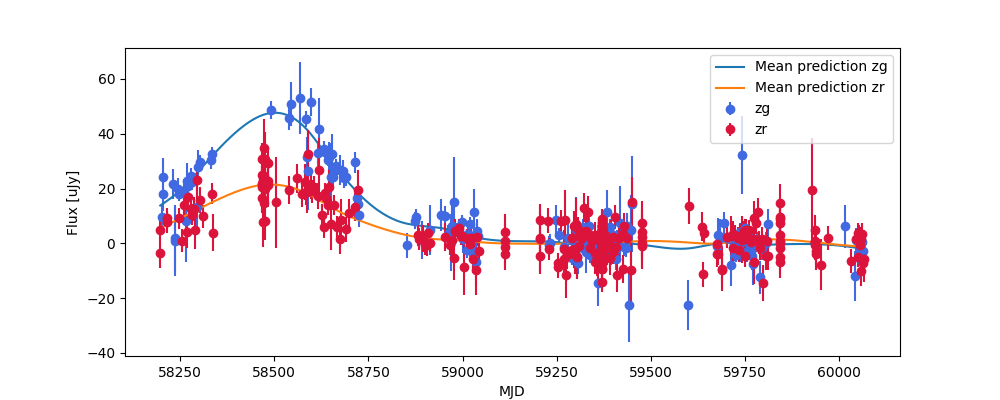 Flux [uJy]
60
40
20
0
−20
−40
58250
58500
58750
59000
59250
59500
59750
60000
MJD
Mean prediction zg
Mean prediction zr
zg
zr